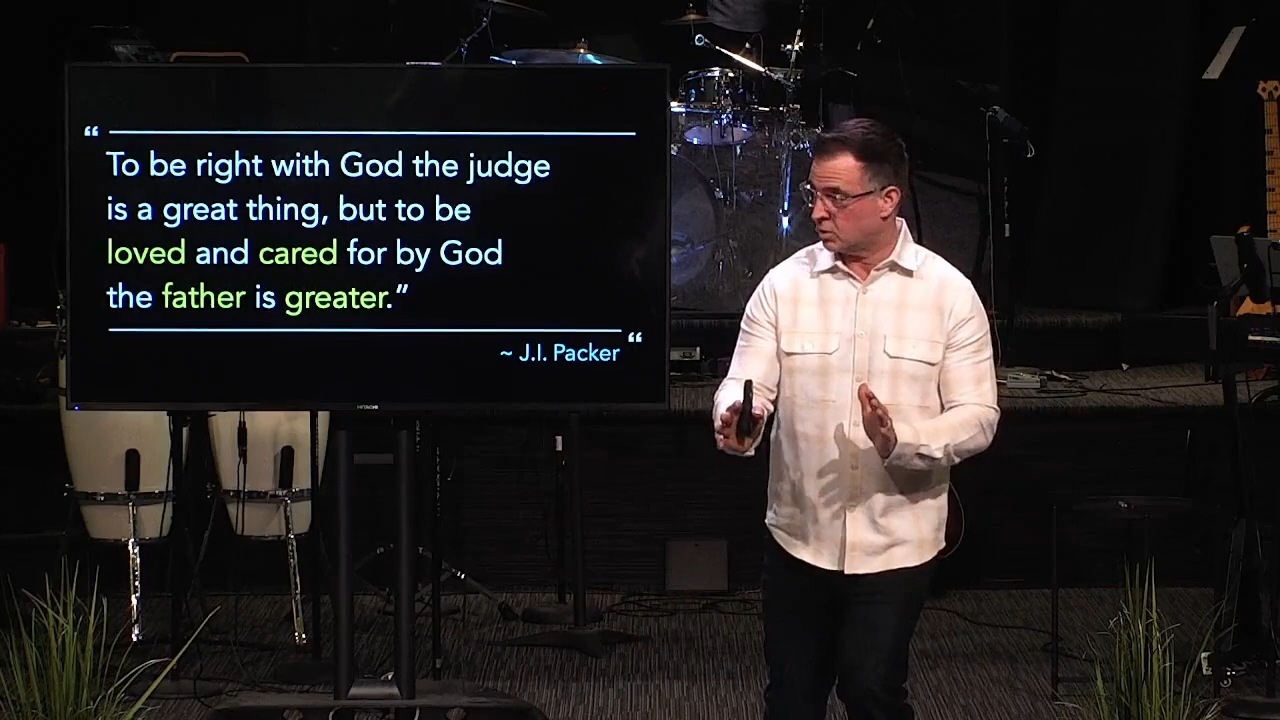 “
To be right with God the judge
is a great thing, but to be
loved and cared for by God
the father is greater.”
“
~ J.I. Packer
HITACHI